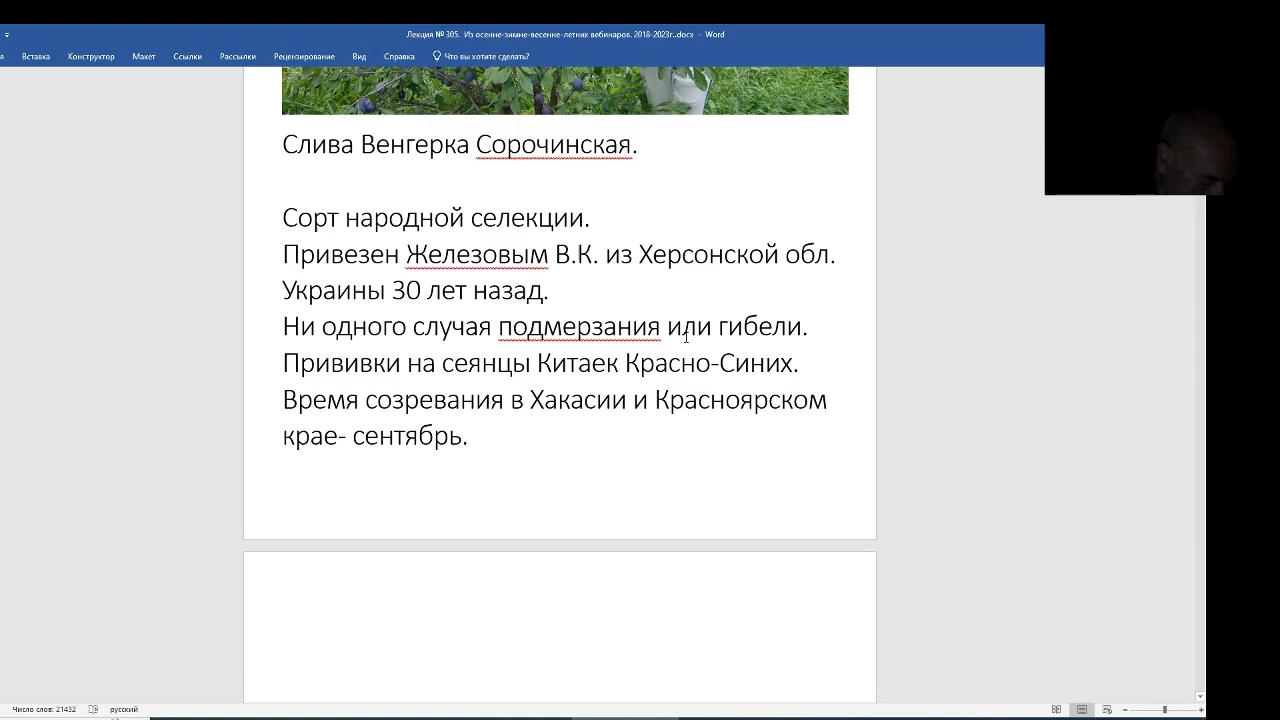 Лекция № 305. Из осенне-зимне-весенне-летних вебинаров. 2018-2023г..docx - Word
Вставка Конструктор Макет Ссылки Рассылки Рецензирование Вид Справка Что вы хотите сделать?
Слива Венгерка Сорочинская.
Сорт народной селекции.
Привезен Железовым В.К. из Херсонской обл.
Украины 30 лет назад.
Ни одного случая подмерзания или гибели.
Прививки на сеянцы Китаек Красно-Синих.
Время созревания в Хакасии и Красноярском
крае- сентябрь.
Число слов: 21432 русский